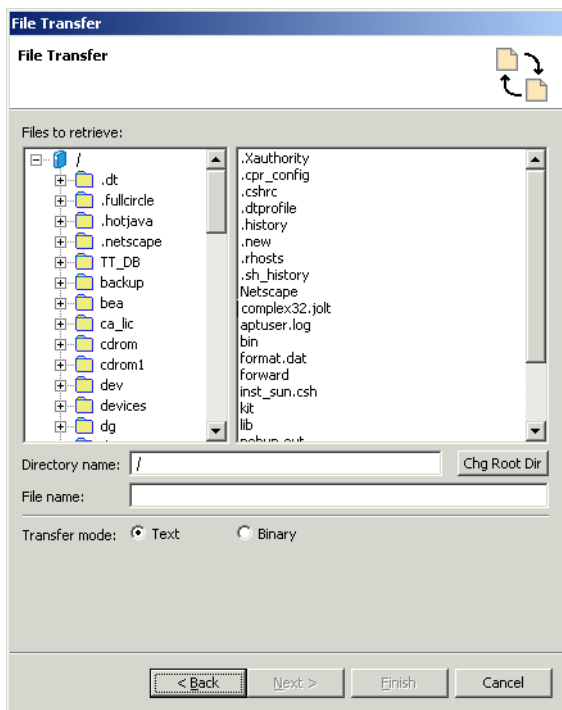 File Transfer
File Transfer
Files to retrieve:
/
.dt
.fullcircle
.hotjava
.netscape
TT_DB
backup
bea
ca_lic
cdrom
cdrom1
dev
devices
dg
.Xauthority
.cpr_config
.cshrc
.dtprofile
.history
.new
.rhosts
.sh_history
Netscape
complex32.jolt
aptuser.log
bin
format.dat
forward
inst_sun.csh
kit
lib
Directory name: / Chg Root Dir
File name:
Transfer mode: Text Binary
< Back Next > Finish Cancel